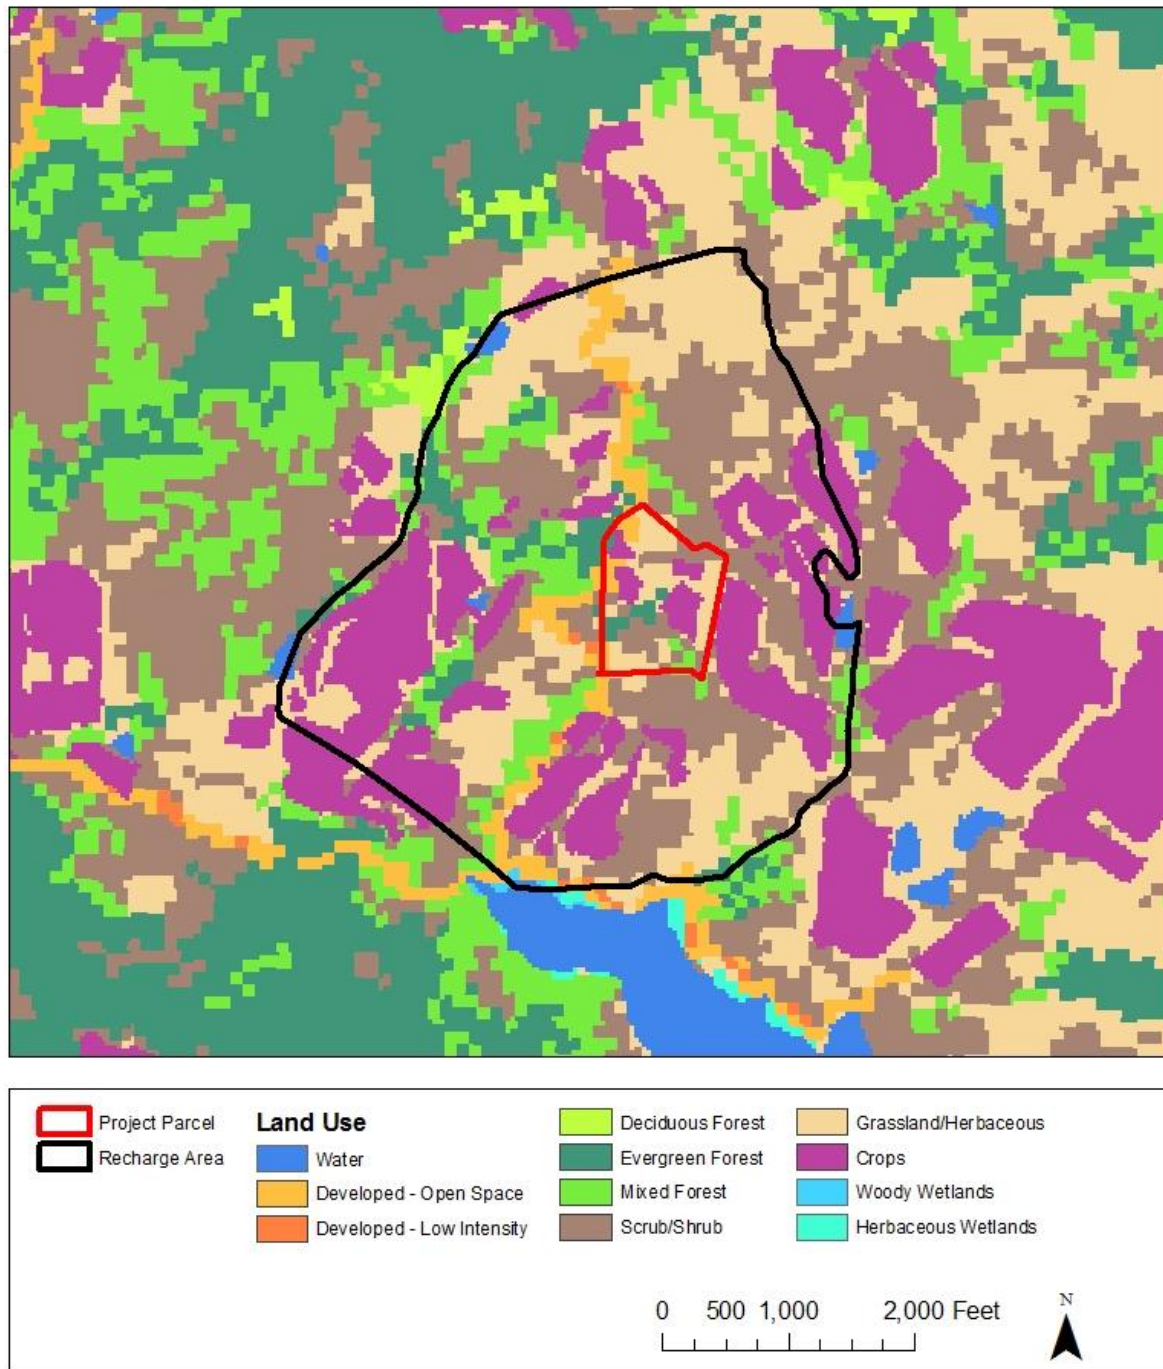 Project Parcel
Recharge Area
Land Use
Water
Developed - Open Space
Developed - Low Intensity
Deciduous Forest
Evergreen Forest
Mixed Forest
Scrub/Shrub
Grassland/Herbaceous
Crops
Woody Wetlands
Herbaceous Wetlands
0 500 1,000 2,000 Feet
N